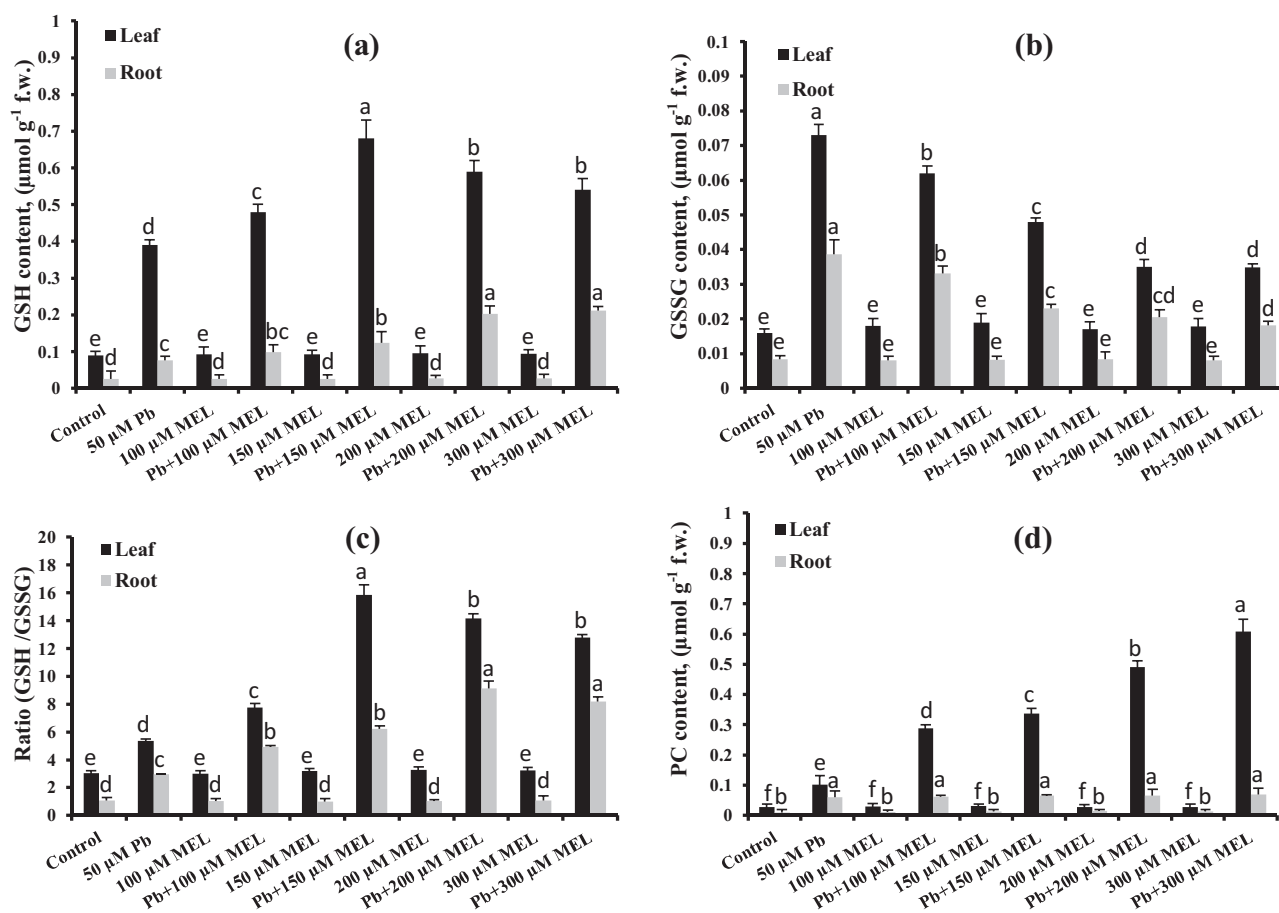 (a)
Leaf
Root
GSH content, (µmol g⁻¹ f.w.)
1
0.9
0.8
0.7
0.6
0.5
0.4
0.3
0.2
0.1
0
e d d c e d c bc e d a b e d b a e d b a
Control 50 µM Pb 100 µM MEL Pb+100 µM MEL 150 µM MEL Pb+150 µM MEL 200 µM MEL Pb+200 µM MEL 300 µM MEL Pb+300 µM MEL
(b)
Leaf
Root
GSSG content, (µmol g⁻¹ f.w.)
0.1
0.09
0.08
0.07
0.06
0.05
0.04
0.03
0.02
0.01
0
e e a a e e b b e e c c e e d cd e e d d
Control 50 µM Pb 100 µM MEL Pb+100 µM MEL 150 µM MEL Pb+150 µM MEL 200 µM MEL Pb+200 µM MEL 300 µM MEL Pb+300 µM MEL
(c)
Leaf
Root
Ratio (GSH /GSSG)
20
18
16
14
12
10
8
6
4
2
0
e d d c e d c b e d a b e d b a e d b a
Control 50 µM Pb 100 µM MEL Pb+100 µM MEL 150 µM MEL Pb+150 µM MEL 200 µM MEL Pb+200 µM MEL 300 µM MEL Pb+300 µM MEL
(d)
Leaf
Root
PC content, (µmol g⁻¹ f.w.)
1
0.9
0.8
0.7
0.6
0.5
0.4
0.3
0.2
0.1
0
f b e a f b d a f b c a f b b a f b a a
Control 50 µM Pb 100 µM MEL Pb+100 µM MEL 150 µM MEL Pb+150 µM MEL 200 µM MEL Pb+200 µM MEL 300 µM MEL Pb+300 µM MEL